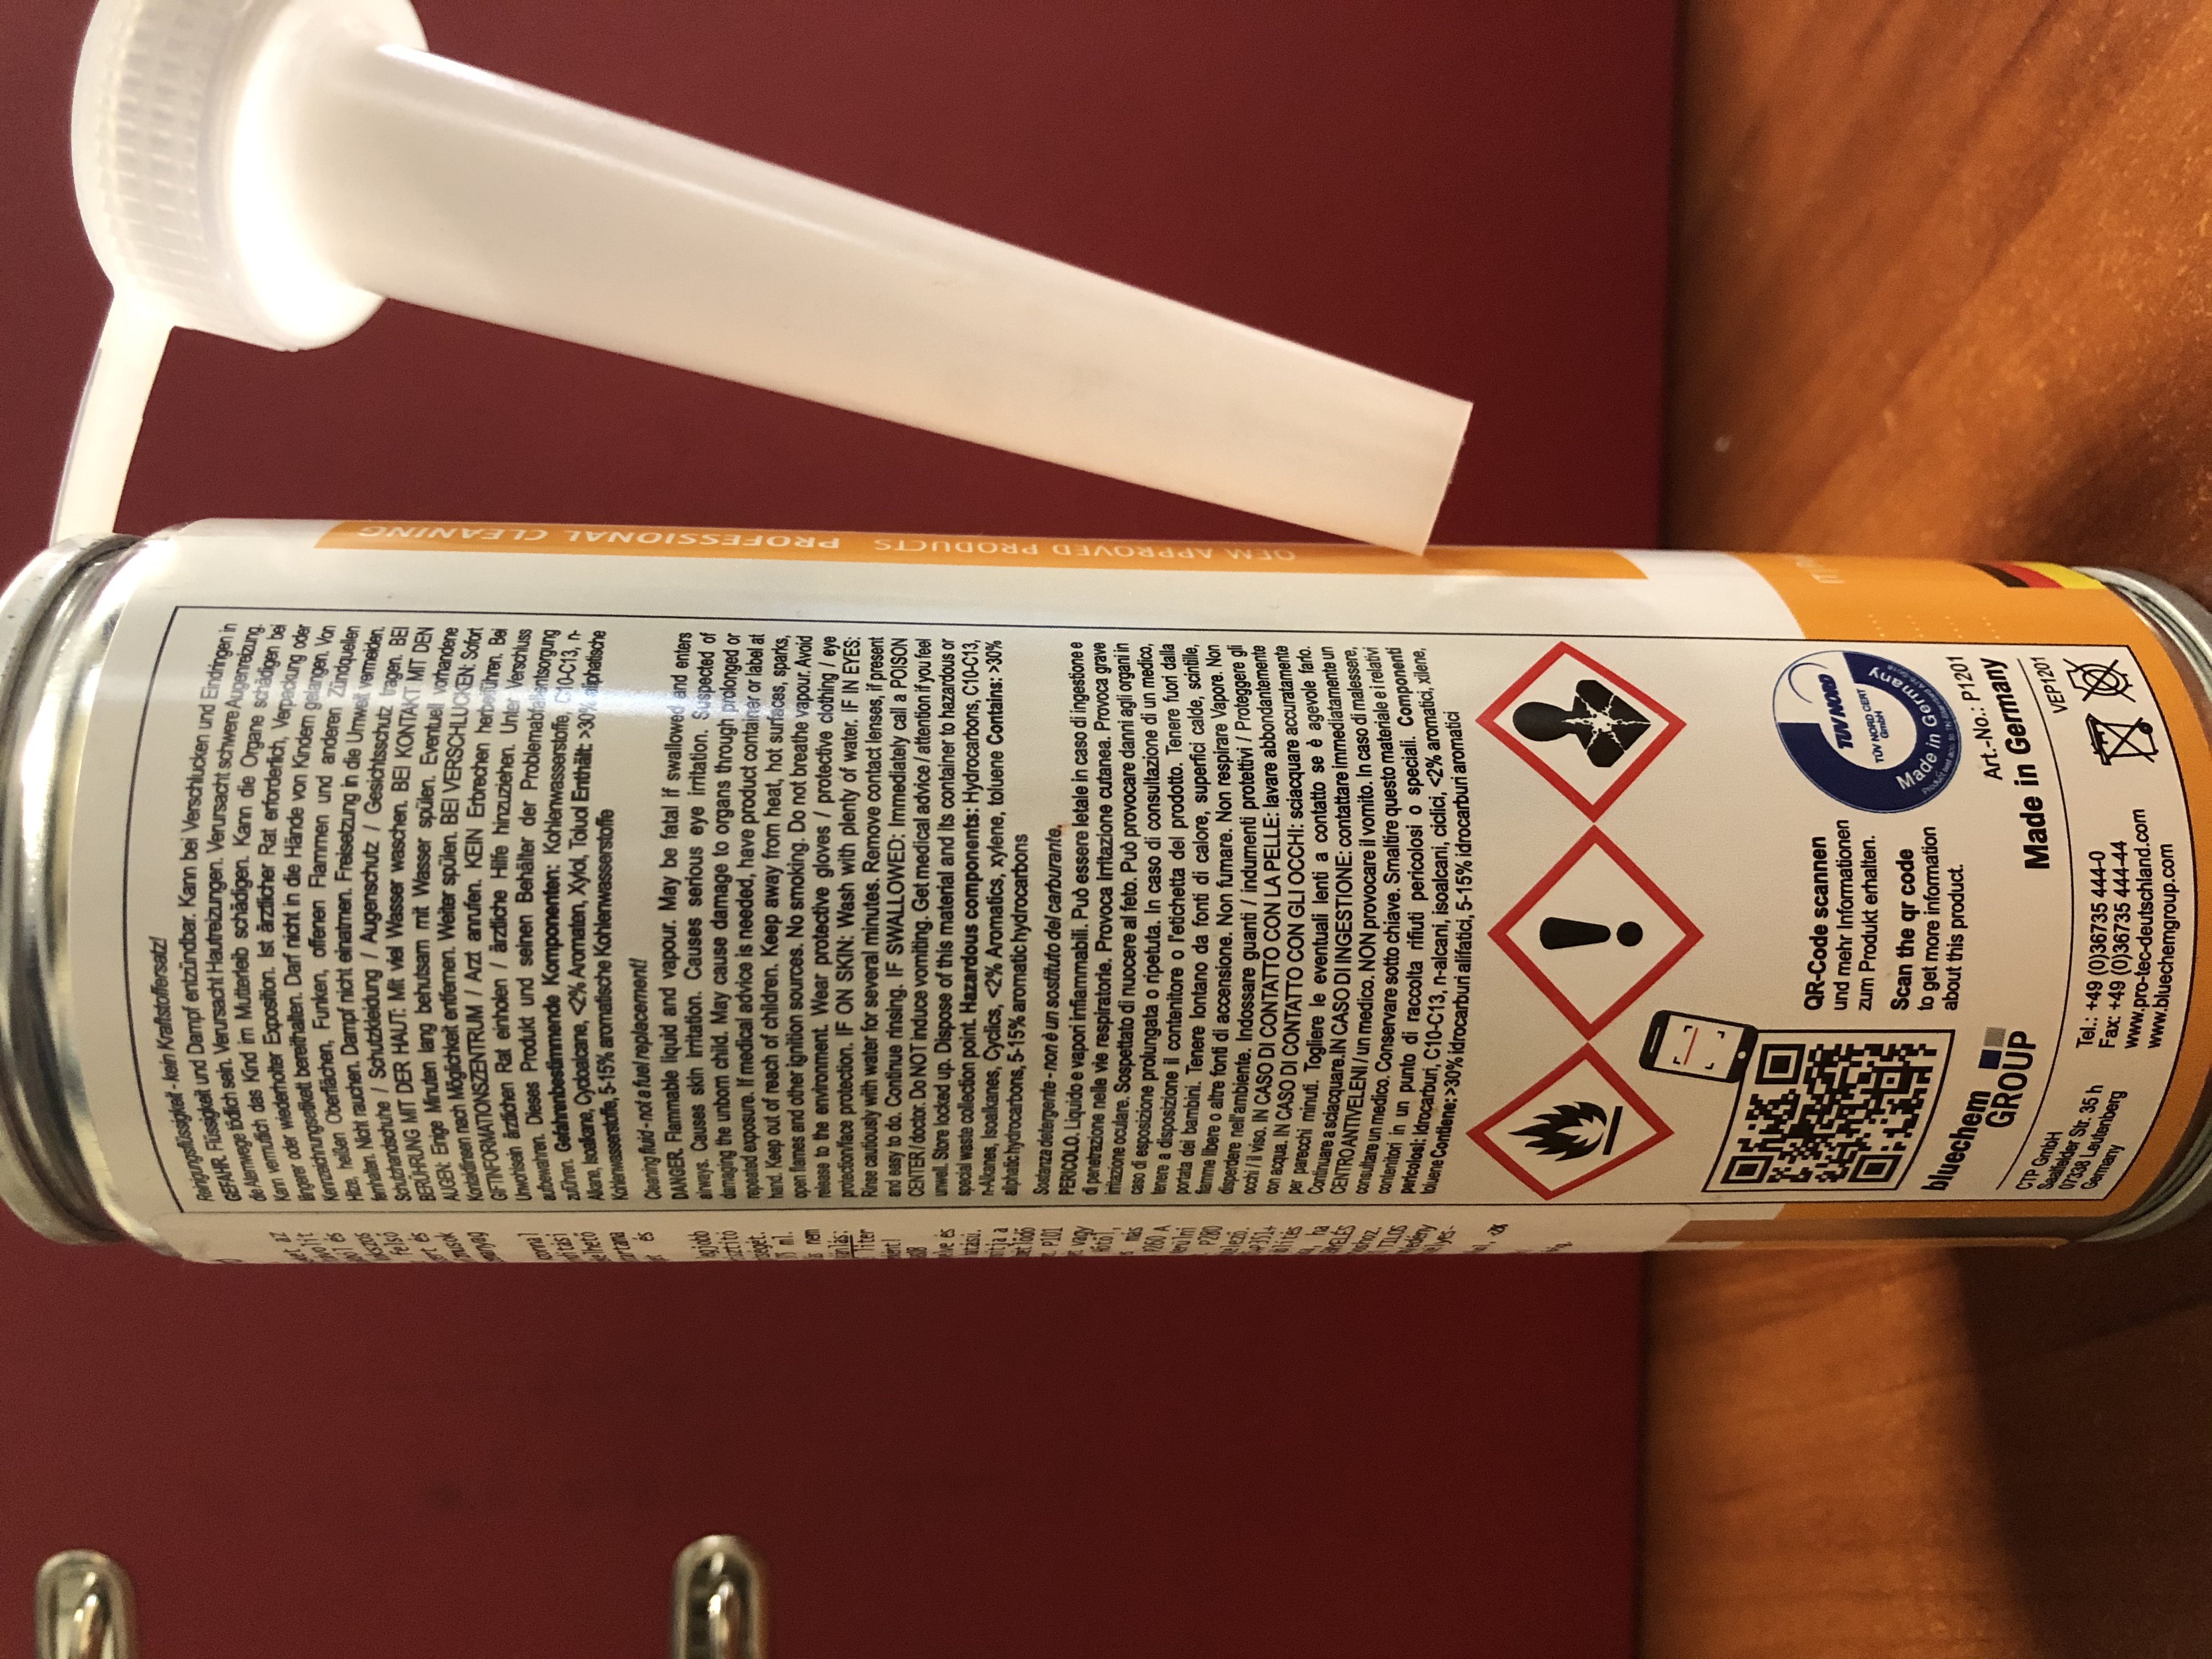 Reinigungsflüssigkeit - kein Kraftstoffersatz!
GEFAHR. Flüssigkeit und Dampf entzündbar. Kann bei Verschlucken und Eindringen in
die Atemwege tödlich sein. Verursacht Hautreizungen. Verursacht schwere Augenreizung.
Kann vermutlich das Kind im Mutterleib schädigen. Kann die Organe schädigen bei
längerer oder wiederholter Exposition. Ist ärztlicher Rat erforderlich, Verpackung oder
Kennzeichnungsetikett bereithalten. Darf nicht in die Hände von Kindern gelangen. Von
Hitze, heißen Oberflächen, Funken, offenen Flammen und anderen Zündquellen
fernhalten. Nicht rauchen. Dampf nicht einatmen. Freisetzung in die Umwelt vermeiden.
Schutzhandschuhe / Schutzkleidung / Augenschutz / Gesichtsschutz tragen. BEI
BERÜHRUNG MIT DER HAUT: Mit viel Wasser waschen. BEI KONTAKT MIT DEN
AUGEN: Einige Minuten lang behutsam mit Wasser spülen. Eventuell vorhandene
Kontaktlinsen nach Möglichkeit entfernen. Weiter spülen. BEI VERSCHLUCKEN: Sofort
GIFTINFORMATIONSZENTRUM / Arzt anrufen. KEIN Erbrechen herbeiführen. Bei
Unwohlsein ärztlichen Rat einholen / ärztliche Hilfe hinzuziehen. Unter Verschluss
aufbewahren. Dieses Produkt und seinen Behälter der Problemabfallentsorgung
zuführen. Gefahrenbestimmende Komponenten: Kohlenwasserstoffe, C10-C13, n-
Alkane, Isoalkane, Cycloalcane, <2% Aromaten, Xylol, Toluol Enthält: >30% aliphatische
Kohlenwasserstoffe, 5-15% aromatische Kohlenwasserstoffe
Cleaning fluid - not a fuel replacement!
DANGER. Flammable liquid and vapour. May be fatal if swallowed and enters
airways. Causes skin irritation. Causes serious eye irritation. Suspected of
damaging the unborn child. May cause damage to organs through prolonged or
repeated exposure. If medical advice is needed, have product container or label at
hand. Keep out of reach of children. Keep away from heat, hot surfaces, sparks,
open flames and other ignition sources. No smoking. Do not breathe vapour. Avoid
release to the environment. Wear protective gloves / protective clothing / eye
protection/face protection. IF ON SKIN: Wash with plenty of water. IF IN EYES:
Rinse cautiously with water for several minutes. Remove contact lenses, if present
and easy to do. Continue rinsing. IF SWALLOWED: Immediately call a POISON
CENTER / doctor. Do NOT induce vomiting. Get medical advice / attention if you feel
unwell. Store locked up. Dispose of this material and its container to hazardous or
special waste collection point. Hazardous components: Hydrocarbons, C10-C13,
n-Alkanes, Isoalkanes, Cyclics, <2% Aromatics, xylene, toluene Contains: >30%
aliphatic hydrocarbons, 5-15% aromatic hydrocarbons
Sostanza detergente - non è un sostituto del carburante.
PERICOLO. Liquido e vapori infiammabili. Può essere letale in caso di ingestione e
di penetrazione nelle vie respiratorie. Provoca irritazione cutanea. Provoca grave
irritazione oculare. Sospettato di nuocere al feto. Può provocare danni agli organi in
caso di esposizione prolungata o ripetuta. In caso di consultazione di un medico,
tenere a disposizione il contenitore o l'etichetta del prodotto. Tenere fuori dalla
portata dei bambini. Tenere lontano da fonti di calore, superfici calde, scintille,
fiamme libere o altre fonti di accensione. Non fumare. Non respirare Vapore. Non
disperdere nell'ambiente. Indossare guanti / indumenti protettivi / Proteggere gli
occhi / il viso. IN CASO DI CONTATTO CON LA PELLE: lavare abbondantemente
con acqua. IN CASO DI CONTATTO CON GLI OCCHI: sciacquare accuratamente
per parecchi minuti. Togliere le eventuali lenti a contatto se è agevole farlo.
Continuare a sciacquare.IN CASO DI INGESTIONE: contattare immediatamente un
CENTRO ANTIVELENI / un medico. NON provocare il vomito. In caso di malessere,
consultare un medico. Conservare sotto chiave. Smaltire questo materiale e i relativi
contenitori in un punto di raccolta rifiuti pericolosi o speciali. Componenti
pericolosi: Idrocarburi, C10-C13, n-alcani, isoalcani, ciclici, <2% aromatici, xilene,
toluene Contiene: >30% idrocarburi alifatici, 5-15% idrocarburi aromatici
QR-Code scannen
und mehr Informationen
zum Produkt erhalten.
Scan the qr code
to get more information
about this product.
TÜV NORD
TÜV NORD CERT
GmbH
Made in Germany
bluechem
GROUP
Art.-No.: P1201
Made in Germany
VEP1201
CTP GmbH
Saalfelder Str. 35 h
07338 Leutenberg
Germany
Tel.: +49 (0)36735 444-0
Fax: +49 (0)36735 444-44
www.pro-tec-deutschland.com
www.bluechemgroup.com
OEM APPROVED PRODUCTS PROFESSIONAL CLEANING